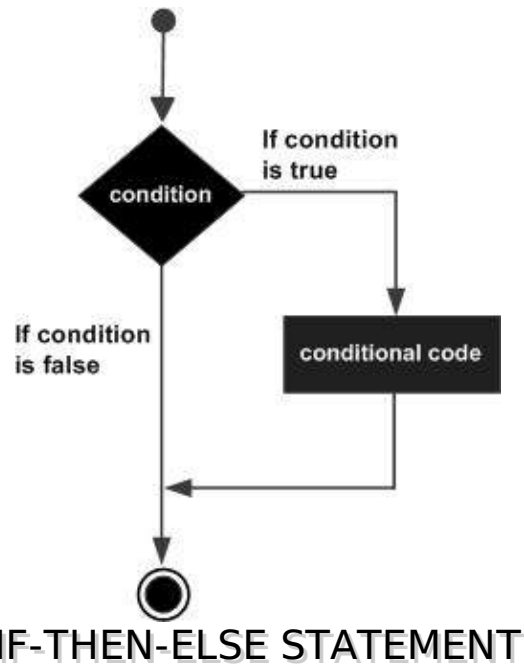 If condition
is true
condition
If condition
is false
conditional code
IF-THEN-ELSE STATEMENT